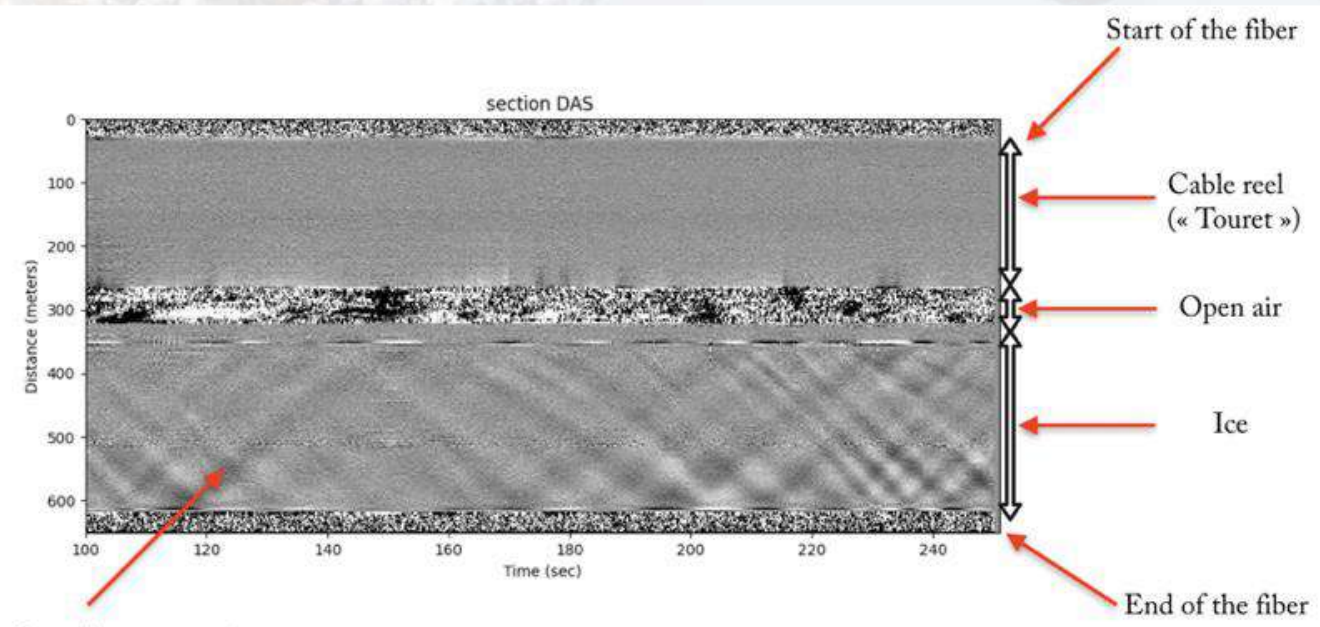 Start of the fiber
section DAS
0
100
200
300
400
500
600
Distance (meters)
100
120
140
160
180
200
220
240
Time (sec)
Cable reel
(« Touret »)
Open air
Ice
End of the fiber